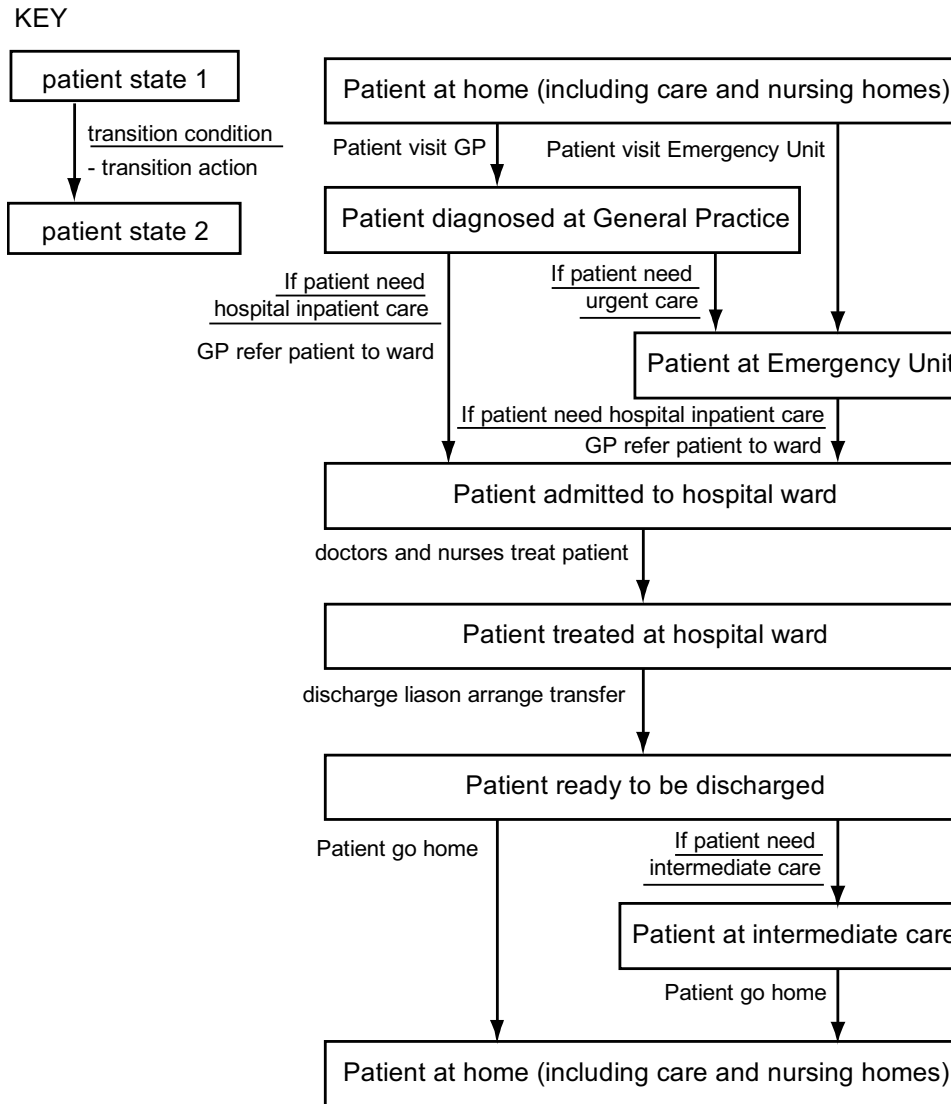 KEY
patient state 1
transition condition
- transition action
patient state 2
Patient at home (including care and nursing homes)
Patient visit GP
Patient visit Emergency Unit
Patient diagnosed at General Practice
If patient need
hospital inpatient care
GP refer patient to ward
If patient need
urgent care
Patient at Emergency Unit
If patient need hospital inpatient care
GP refer patient to ward
Patient admitted to hospital ward
doctors and nurses treat patient
Patient treated at hospital ward
discharge liason arrange transfer
Patient ready to be discharged
Patient go home
If patient need
intermediate care
Patient at intermediate care
Patient go home
Patient at home (including care and nursing homes)